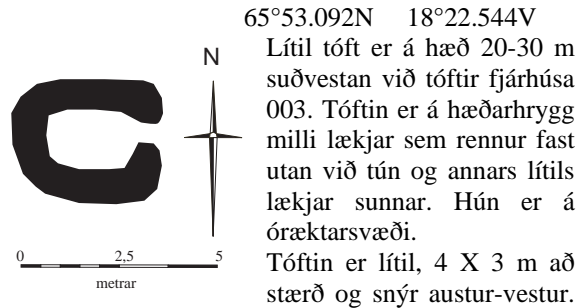 65°53.092N 18°22.544V
Lítil tóft er á hæð 20-30 m
suðvestan við tóftir fjárhúsa
003. Tóftin er á hæðarhrygg
milli lækjar sem rennur fast
utan við tún og annars lítils
lækjar sunnar. Hún er á
óræktarsvæði.
Tóftin er lítil, 4 X 3 m að
stærð og snýr austur-vestur.
N
0 2,5 5
metrar